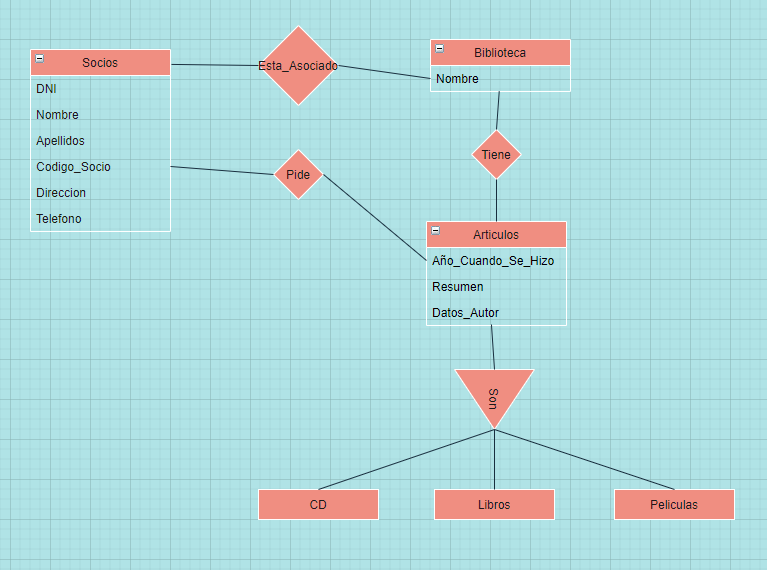 Socios
DNI
Nombre
Apellidos
Codigo_Socio
Direccion
Telefono
Esta_Asociado
Biblioteca
Nombre
Pide
Tiene
Articulos
Año_Cuando_Se_Hizo
Resumen
Datos_Autor
Son
CD
Libros
Peliculas